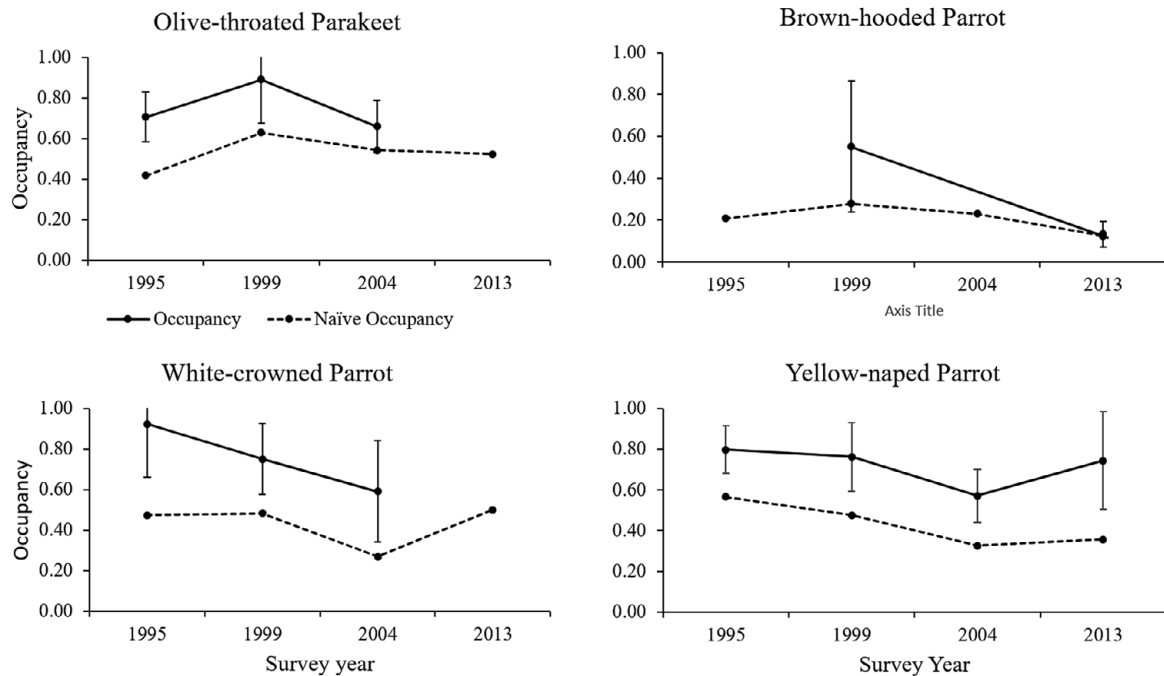 Olive-throated Parakeet
Occupancy
1.00
0.80
0.60
0.40
0.20
0.00
1995 1999 2004 2013
Occupancy Naïve Occupancy
Brown-hooded Parrot
1.00
0.80
0.60
0.40
0.20
0.00
1995 1999 2004 2013
Axis Title
White-crowned Parrot
Occupancy
1.00
0.80
0.60
0.40
0.20
0.00
1995 1999 2004 2013
Survey year
Yellow-naped Parrot
1.00
0.80
0.60
0.40
0.20
0.00
1995 1999 2004 2013
Survey Year